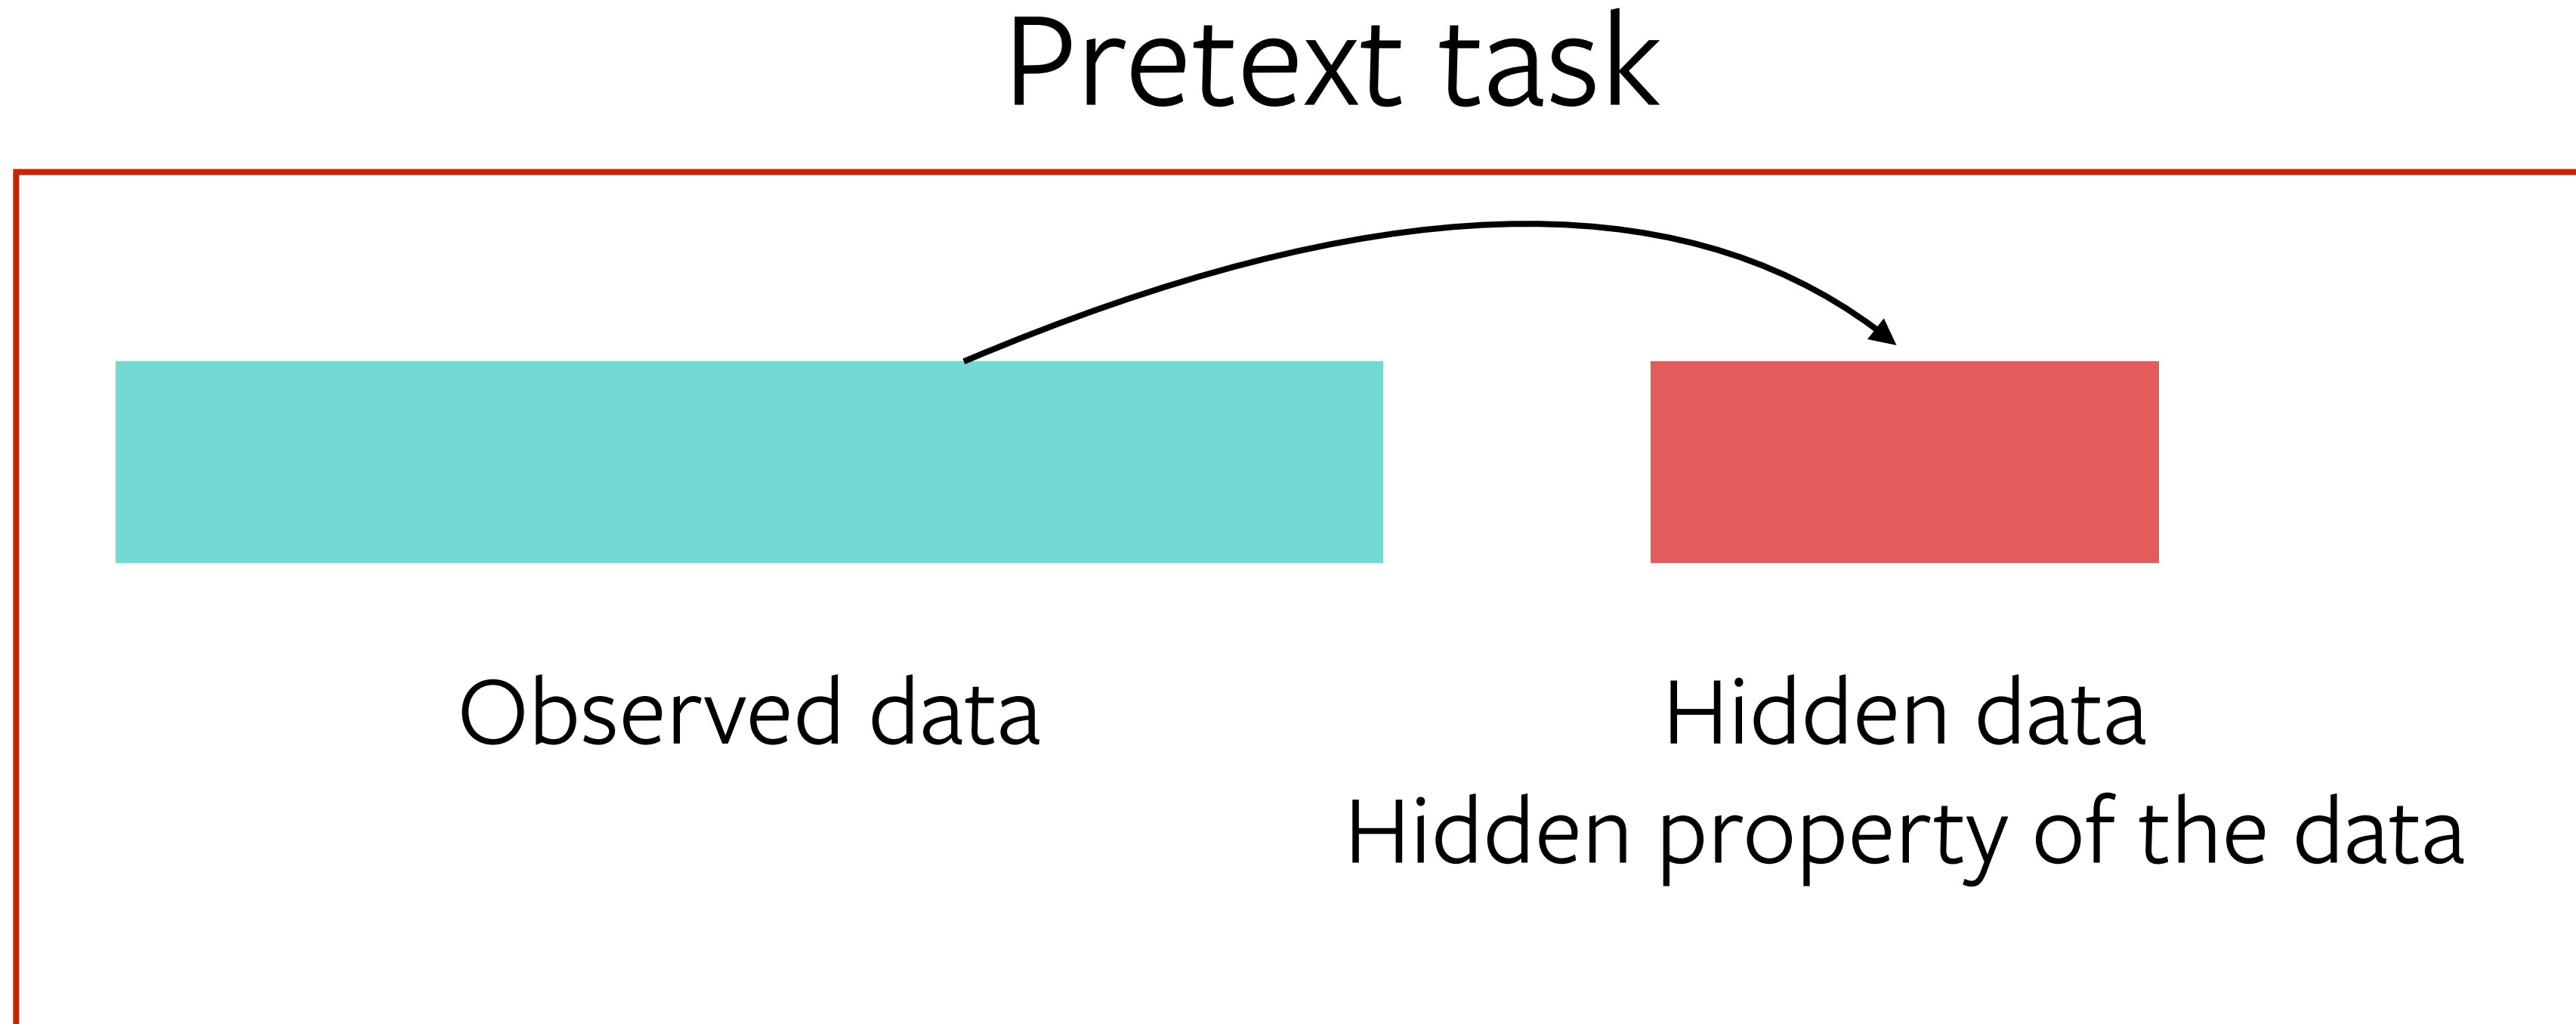 Pretext task
Observed data
Hidden data
Hidden property of the data